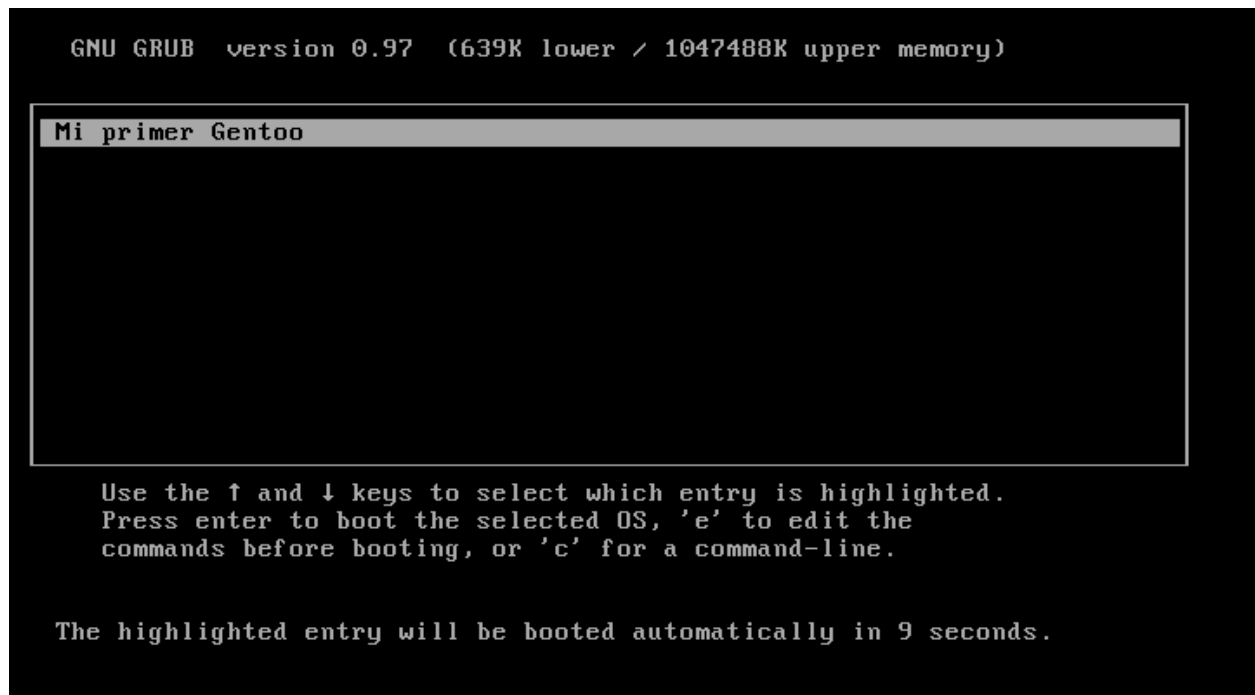 GNU GRUB  version 0.97  (639K lower / 1047488K upper memory)
Mi primer Gentoo
Use the ↑ and ↓ keys to select which entry is highlighted.
Press enter to boot the selected OS, 'e' to edit the
commands before booting, or 'c' for a command-line.
The highlighted entry will be booted automatically in 9 seconds.